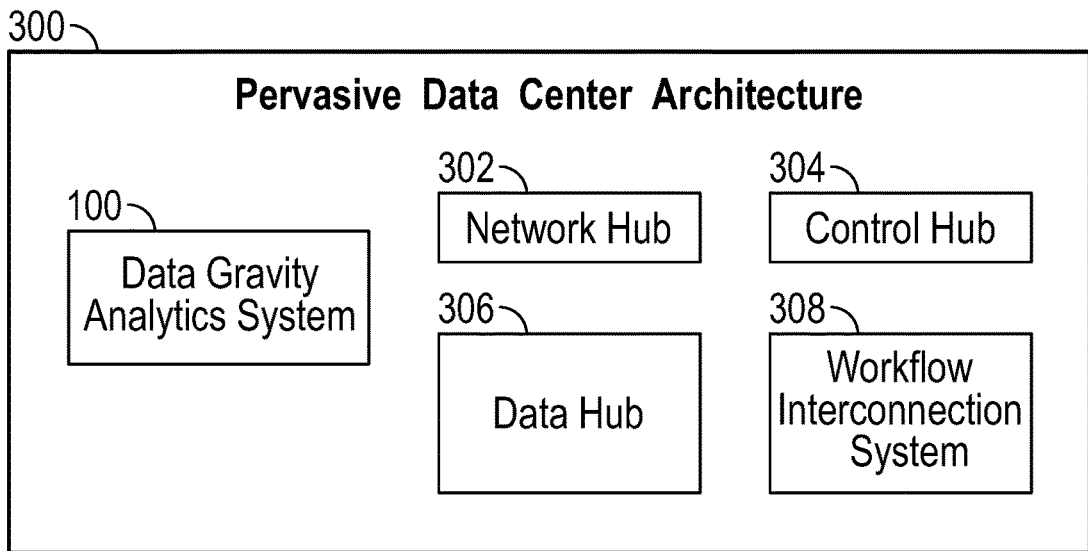 300
Pervasive Data Center Architecture
302
304
100
Network Hub
Control Hub
Data Gravity
Analytics System
306
308
Data Hub
Workflow
Interconnection
System